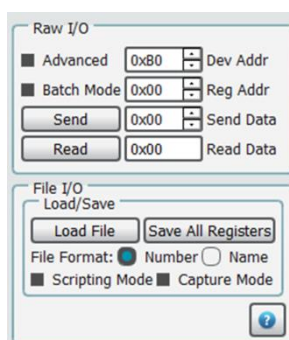 Raw I/O
Advanced 0xB0 Dev Addr
Batch Mode 0x00 Reg Addr
Send 0x00 Send Data
Read 0x00 Read Data
File I/O
Load/Save
Load File Save All Registers
File Format: Number Name
Scripting Mode Capture Mode
?